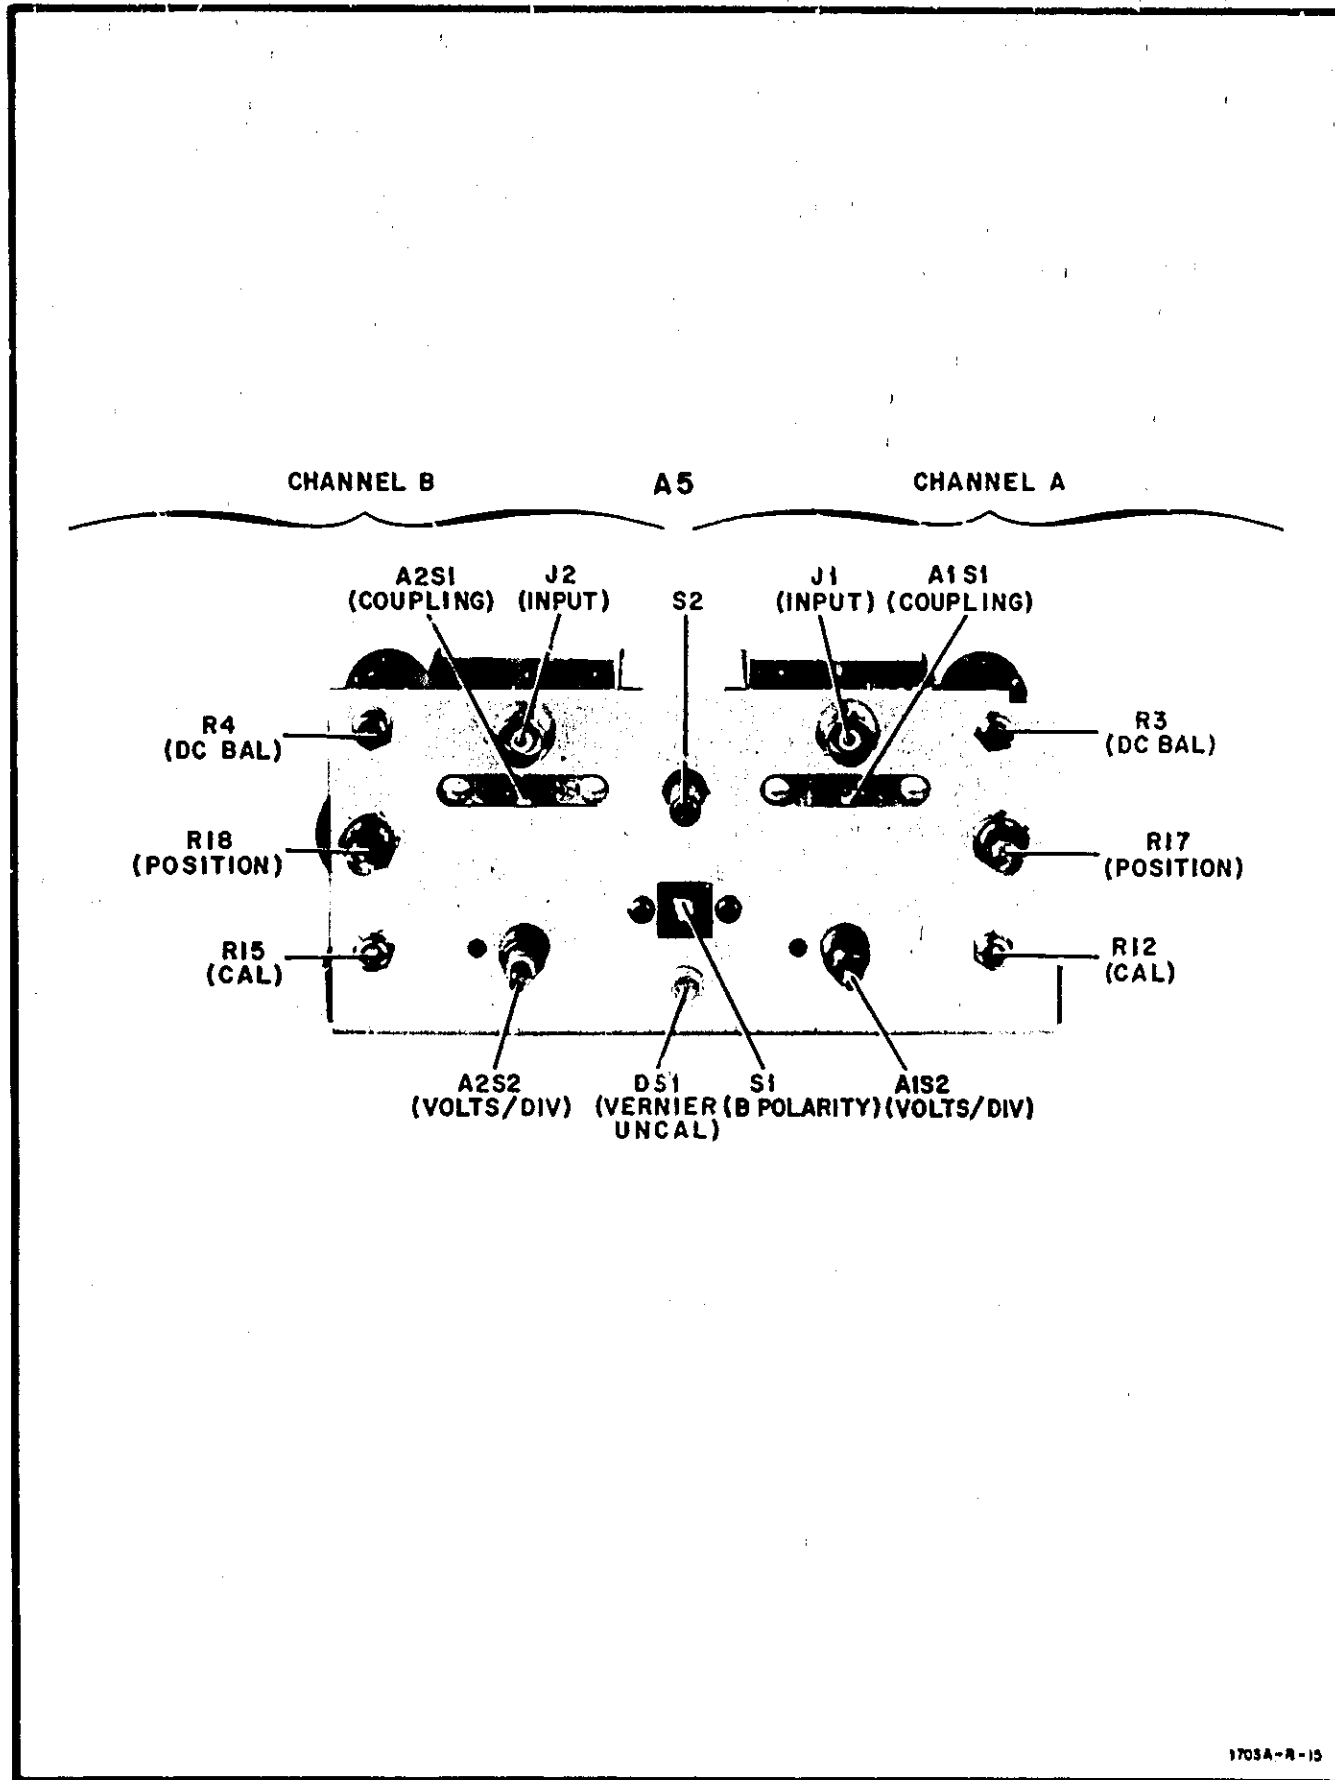 CHANNEL B A5 CHANNEL A
A2S1 J2 J1 A1S1
(COUPLING) (INPUT) S2 (INPUT) (COUPLING)
R4
(DC BAL)
R3
(DC BAL)
R18
(POSITION)
R17
(POSITION)
R15
(CAL)
R12
(CAL)
A2S2 DS1 S1 A1S2
(VOLTS/DIV) (VERNIER (B POLARITY) (VOLTS/DIV)
UNCAL)
1703A-R-15